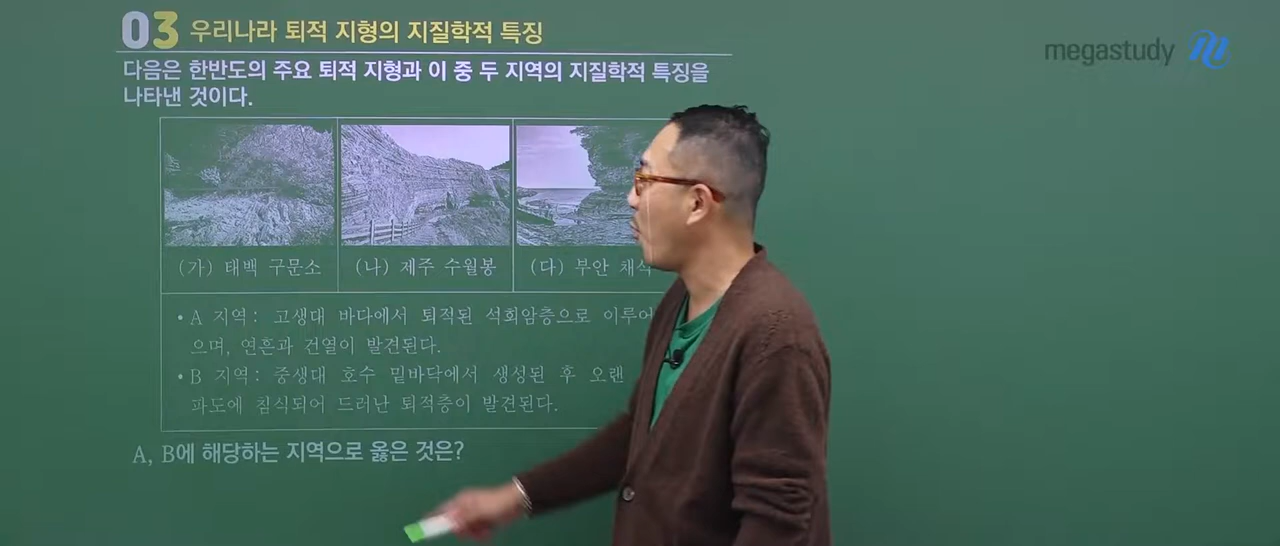 03 우리나라 퇴적 지형의 지질학적 특징
megastudy
다음은 한반도의 주요 퇴적 지형과 이 중 두 지역의 지질학적 특징을
나타낸 것이다.
(가) 태백 구문소 (나) 제주 수월봉 (다) 부안
• A 지역: 고생대 바다에서 퇴적된 석회암층으로
으며, 연흔과 건열이 발견된다.
• B 지역: 중생대 호수 밑바닥에서 생성된 후 오랜
파도에 침식되어 드러난 퇴적층이 발견된다.
A, B에 해당하는 지역으로 옳은 것은?